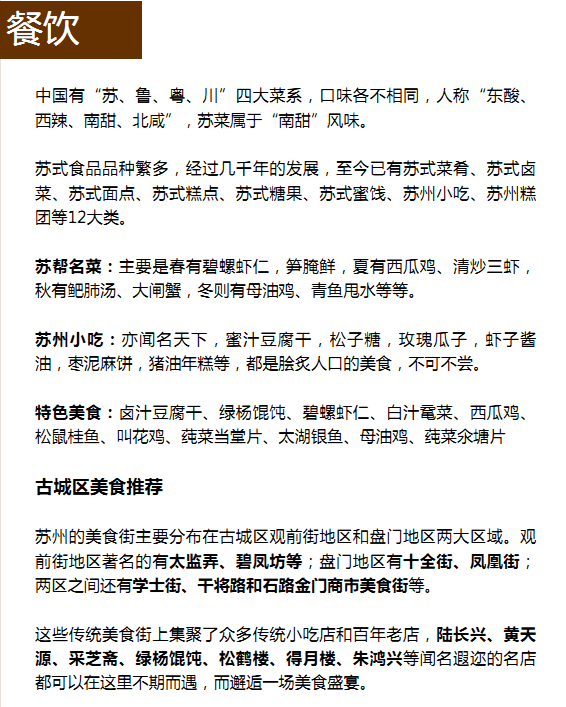 餐饮
中国有“苏、鲁、粤、川”四大菜系，口味各不相同，人称“东酸、
西辣、南甜、北咸”，苏菜属于“南甜”风味。
苏式食品品种繁多，经过几千年的发展，至今已有苏式菜肴、苏式卤
菜、苏式面点、苏式糕点、苏式糖果、苏式蜜饯、苏州小吃、苏州糕
团等12大类。
苏帮名菜：主要是春有碧螺虾仁，笋腌鲜，夏有西瓜鸡、清炒三虾，
秋有鲃肺汤、大闸蟹，冬则有母油鸡、青鱼甩水等等。
苏州小吃：亦闻名天下，蜜汁豆腐干，松子糖，玫瑰瓜子，虾子酱
油，枣泥麻饼，猪油年糕等，都是脍炙人口的美食，不可不尝。
特色美食：卤汁豆腐干、绿杨馄饨、碧螺虾仁、白汁鼋菜、西瓜鸡、
松鼠桂鱼、叫花鸡、莼菜当堂片、太湖银鱼、母油鸡、莼菜汆塘片
古城区美食推荐
苏州的美食街主要分布在古城区观前街地区和盘门地区两大区域。观
前街地区著名的有太监弄、碧凤坊等；盘门地区有十全街、凤凰街；
两区之间还有学士街、干将路和石路金门商市美食街等。
这些传统美食街上集聚了众多传统小吃店和百年老店，陆长兴、黄天
源、采芝斋、绿杨馄饨、松鹤楼、得月楼、朱鸿兴等闻名遐迩的名店
都可以在这里不期而遇，而邂逅一场美食盛宴。